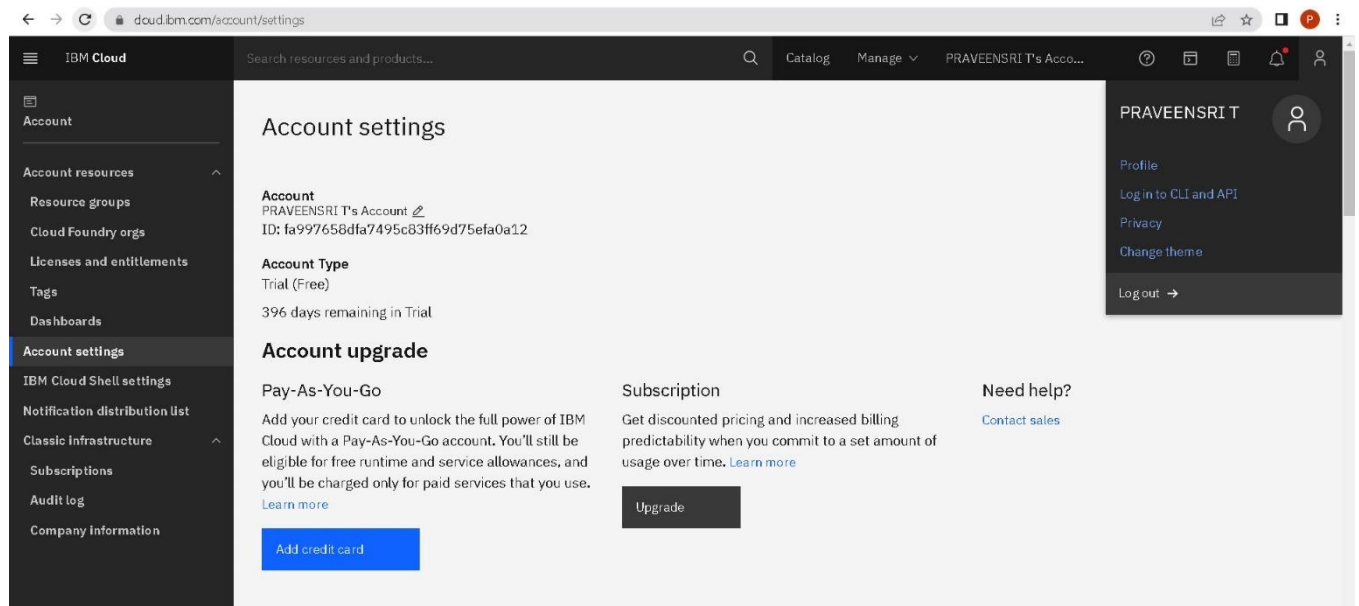 cloud.ibm.com/account/settings
P
IBM Cloud
Search resources and products...
Catalog
Manage
PRAVEENSRI T's Acco...
Account
Account resources
Resource groups
Cloud Foundry orgs
Licenses and entitlements
Tags
Dashboards
Account settings
IBM Cloud Shell settings
Notification distribution list
Classic infrastructure
Subscriptions
Audit log
Company information
Account settings
Account
PRAVEENSRI T's Account
ID: fa997658dfa7495c83ff69d75efa0a12
Account Type
Trial (Free)
396 days remaining in Trial
Account upgrade
Pay-As-You-Go
Add your credit card to unlock the full power of IBM
Cloud with a Pay-As-You-Go account. You'll still be
eligible for free runtime and service allowances, and
you'll be charged only for paid services that you use.
Learn more
Add credit card
Subscription
Get discounted pricing and increased billing
predictability when you commit to a set amount of
usage over time. Learn more
Upgrade
Need help?
Contact sales
PRAVEENSRI T
Profile
Log in to CLI and API
Privacy
Change theme
Log out